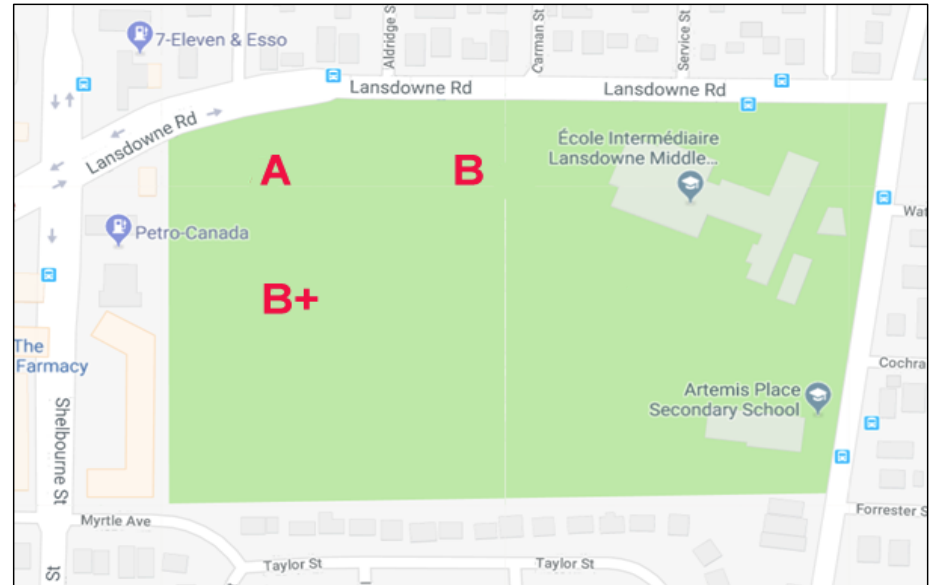 7-Eleven & Esso
Aldridge S
Carman St
Service St
Lansdowne Rd
Lansdowne Rd
Lansdowne Rd
École Intermédiaire
Lansdowne Middle...
A
B
Wat
Petro-Canada
B+
The
Farmacy
Cochra
Artemis Place
Secondary School
Shelbourne St
Myrtle Ave
Forrester S
Taylor St
Taylor St
St